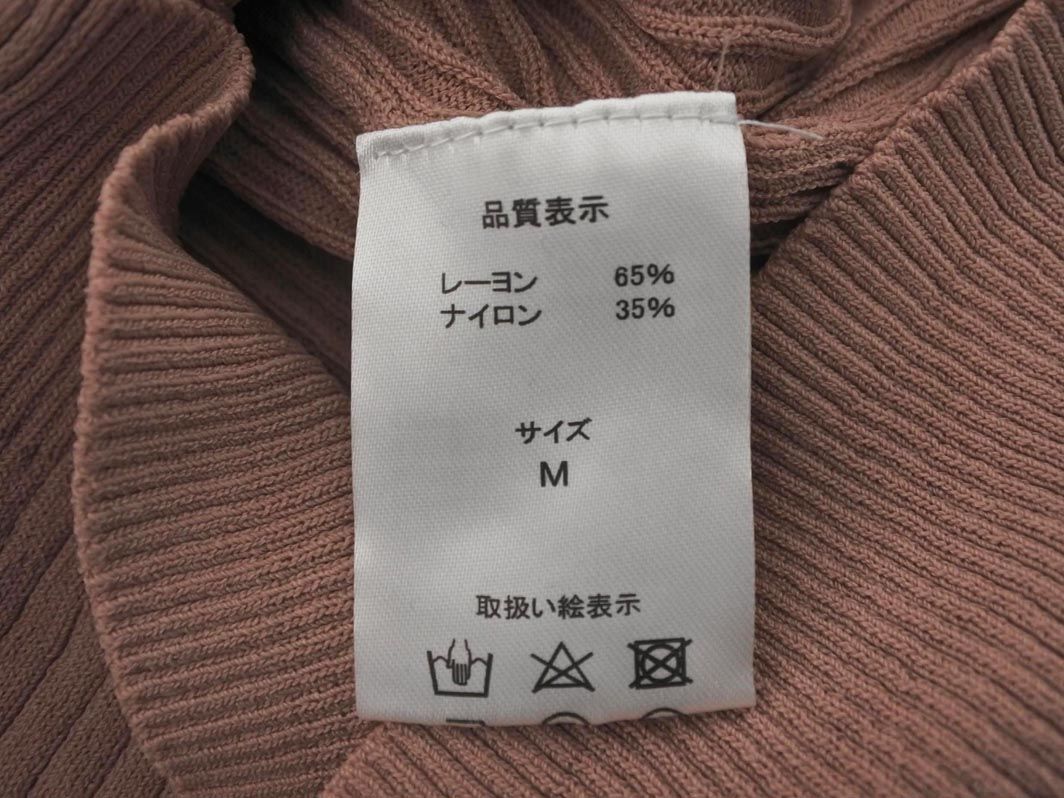 品質表示
レーヨン 65%
ナイロン 35%
サイズ
M
取扱い絵表示